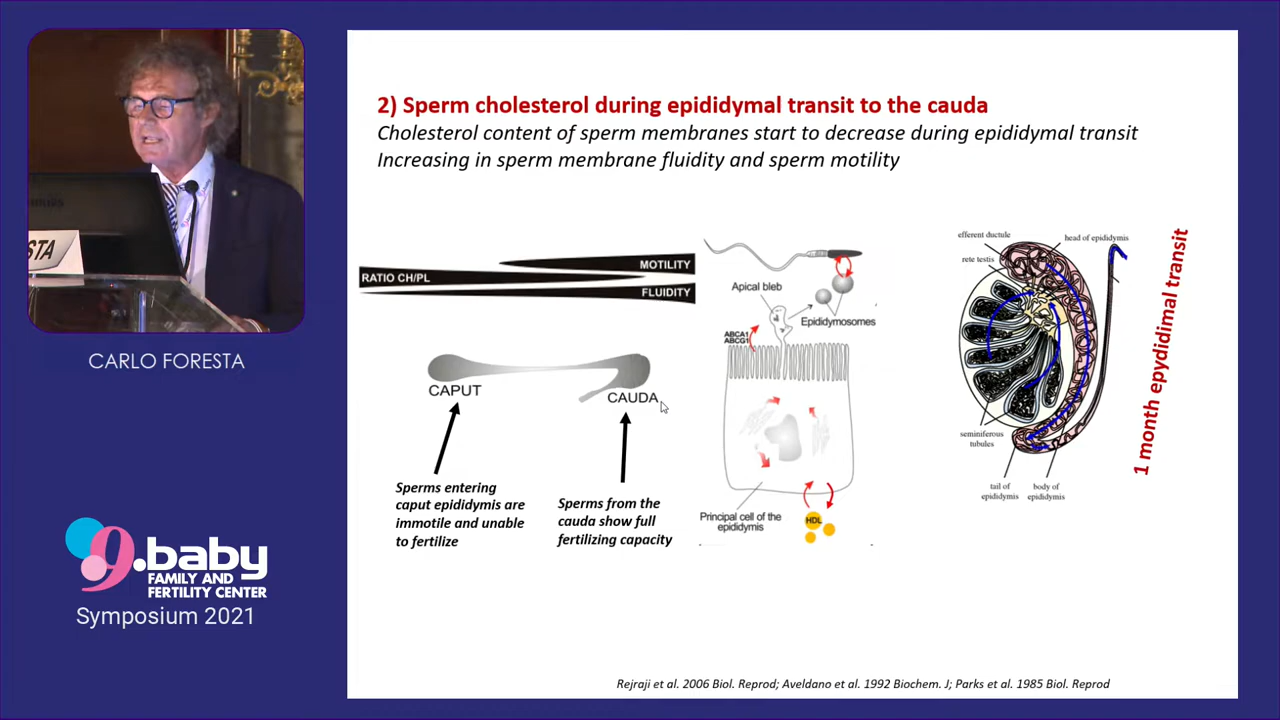 2) Sperm cholesterol during epididymal transit to the cauda
Cholesterol content of sperm membranes start to decrease during epididymal transit
Increasing in sperm membrane fluidity and sperm motility
STA
CARLO FORESTA
MOTILITY
RATIO CH/PL
FLUIDITY
CAPUT
CAUDA
Sperms entering
caput epididymis are
immotile and unable
to fertilize
Sperms from the
cauda show full
fertilizing capacity
Apical bleb
Epididymosomes
ABCA1
ABCG1
Principal cell of the
epididymis
HDL
efferent ductule
head of epididymis
rete testis
seminiferous
tubules
tail of
epididymis
body of
epididymis
1 month epydidimal transit
9.baby
FAMILY AND
FERTILITY CENTER
Symposium 2021
Rejraji et al. 2006 Biol. Reprod; Aveldano et al. 1992 Biochem. J; Parks et al. 1985 Biol. Reprod